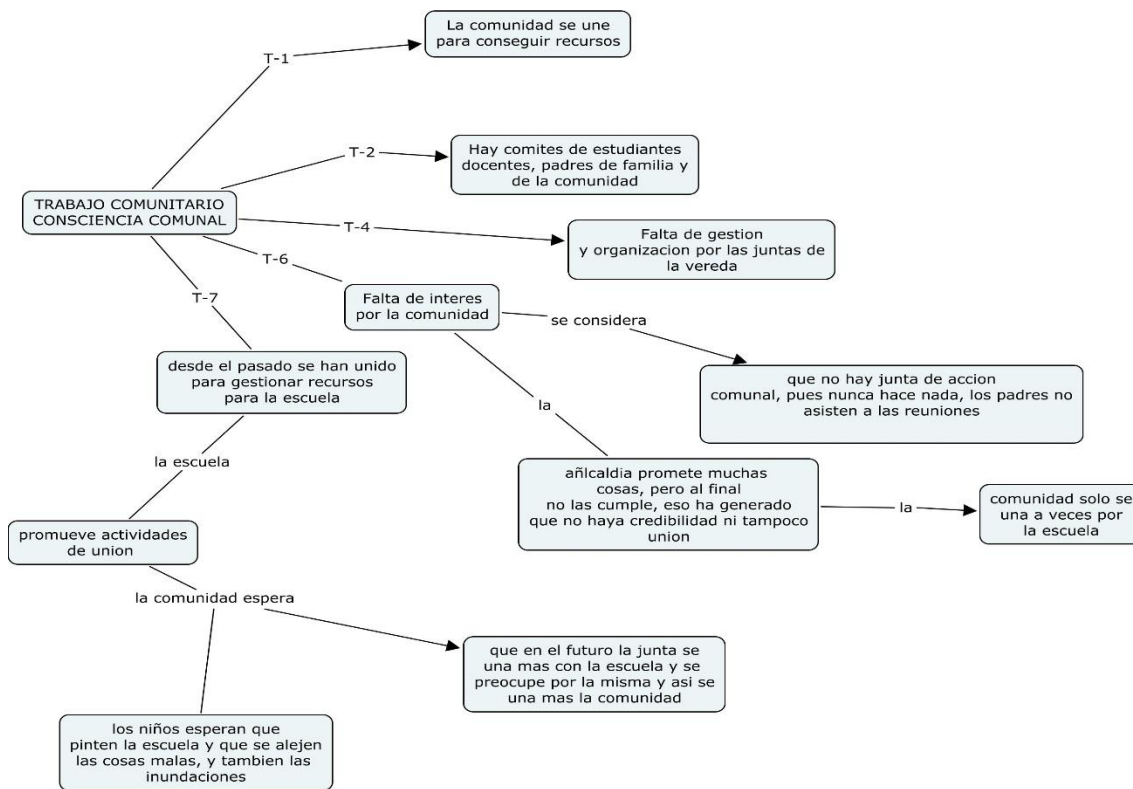 La comunidad se une
para conseguir recursos
T-1
Hay comites de estudiantes
docentes, padres de familia y
de la comunidad
T-2
TRABAJO COMUNITARIO
CONSCIENCIA COMUNAL
T-4
Falta de gestion
y organizacion por las juntas de
la vereda
T-6
T-7
Falta de interes
por la comunidad
se considera
que no hay junta de accion
comunal, pues nunca hace nada, los padres no
asisten a las reuniones
desde el pasado se han unido
para gestionar recursos
para la escuela
la
añlcaldia promete muchas
cosas, pero al final
no las cumple, eso ha generado
que no haya credibilidad ni tampoco
union
la
comunidad solo se
una a veces por
la escuela
la escuela
promueve actividades
de union
la comunidad espera
que en el futuro la junta se
una mas con la escuela y se
preocupe por la misma y asi se
una mas la comunidad
los niños esperan que
pinten la escuela y que se alejen
las cosas malas, y tambien las
inundaciones